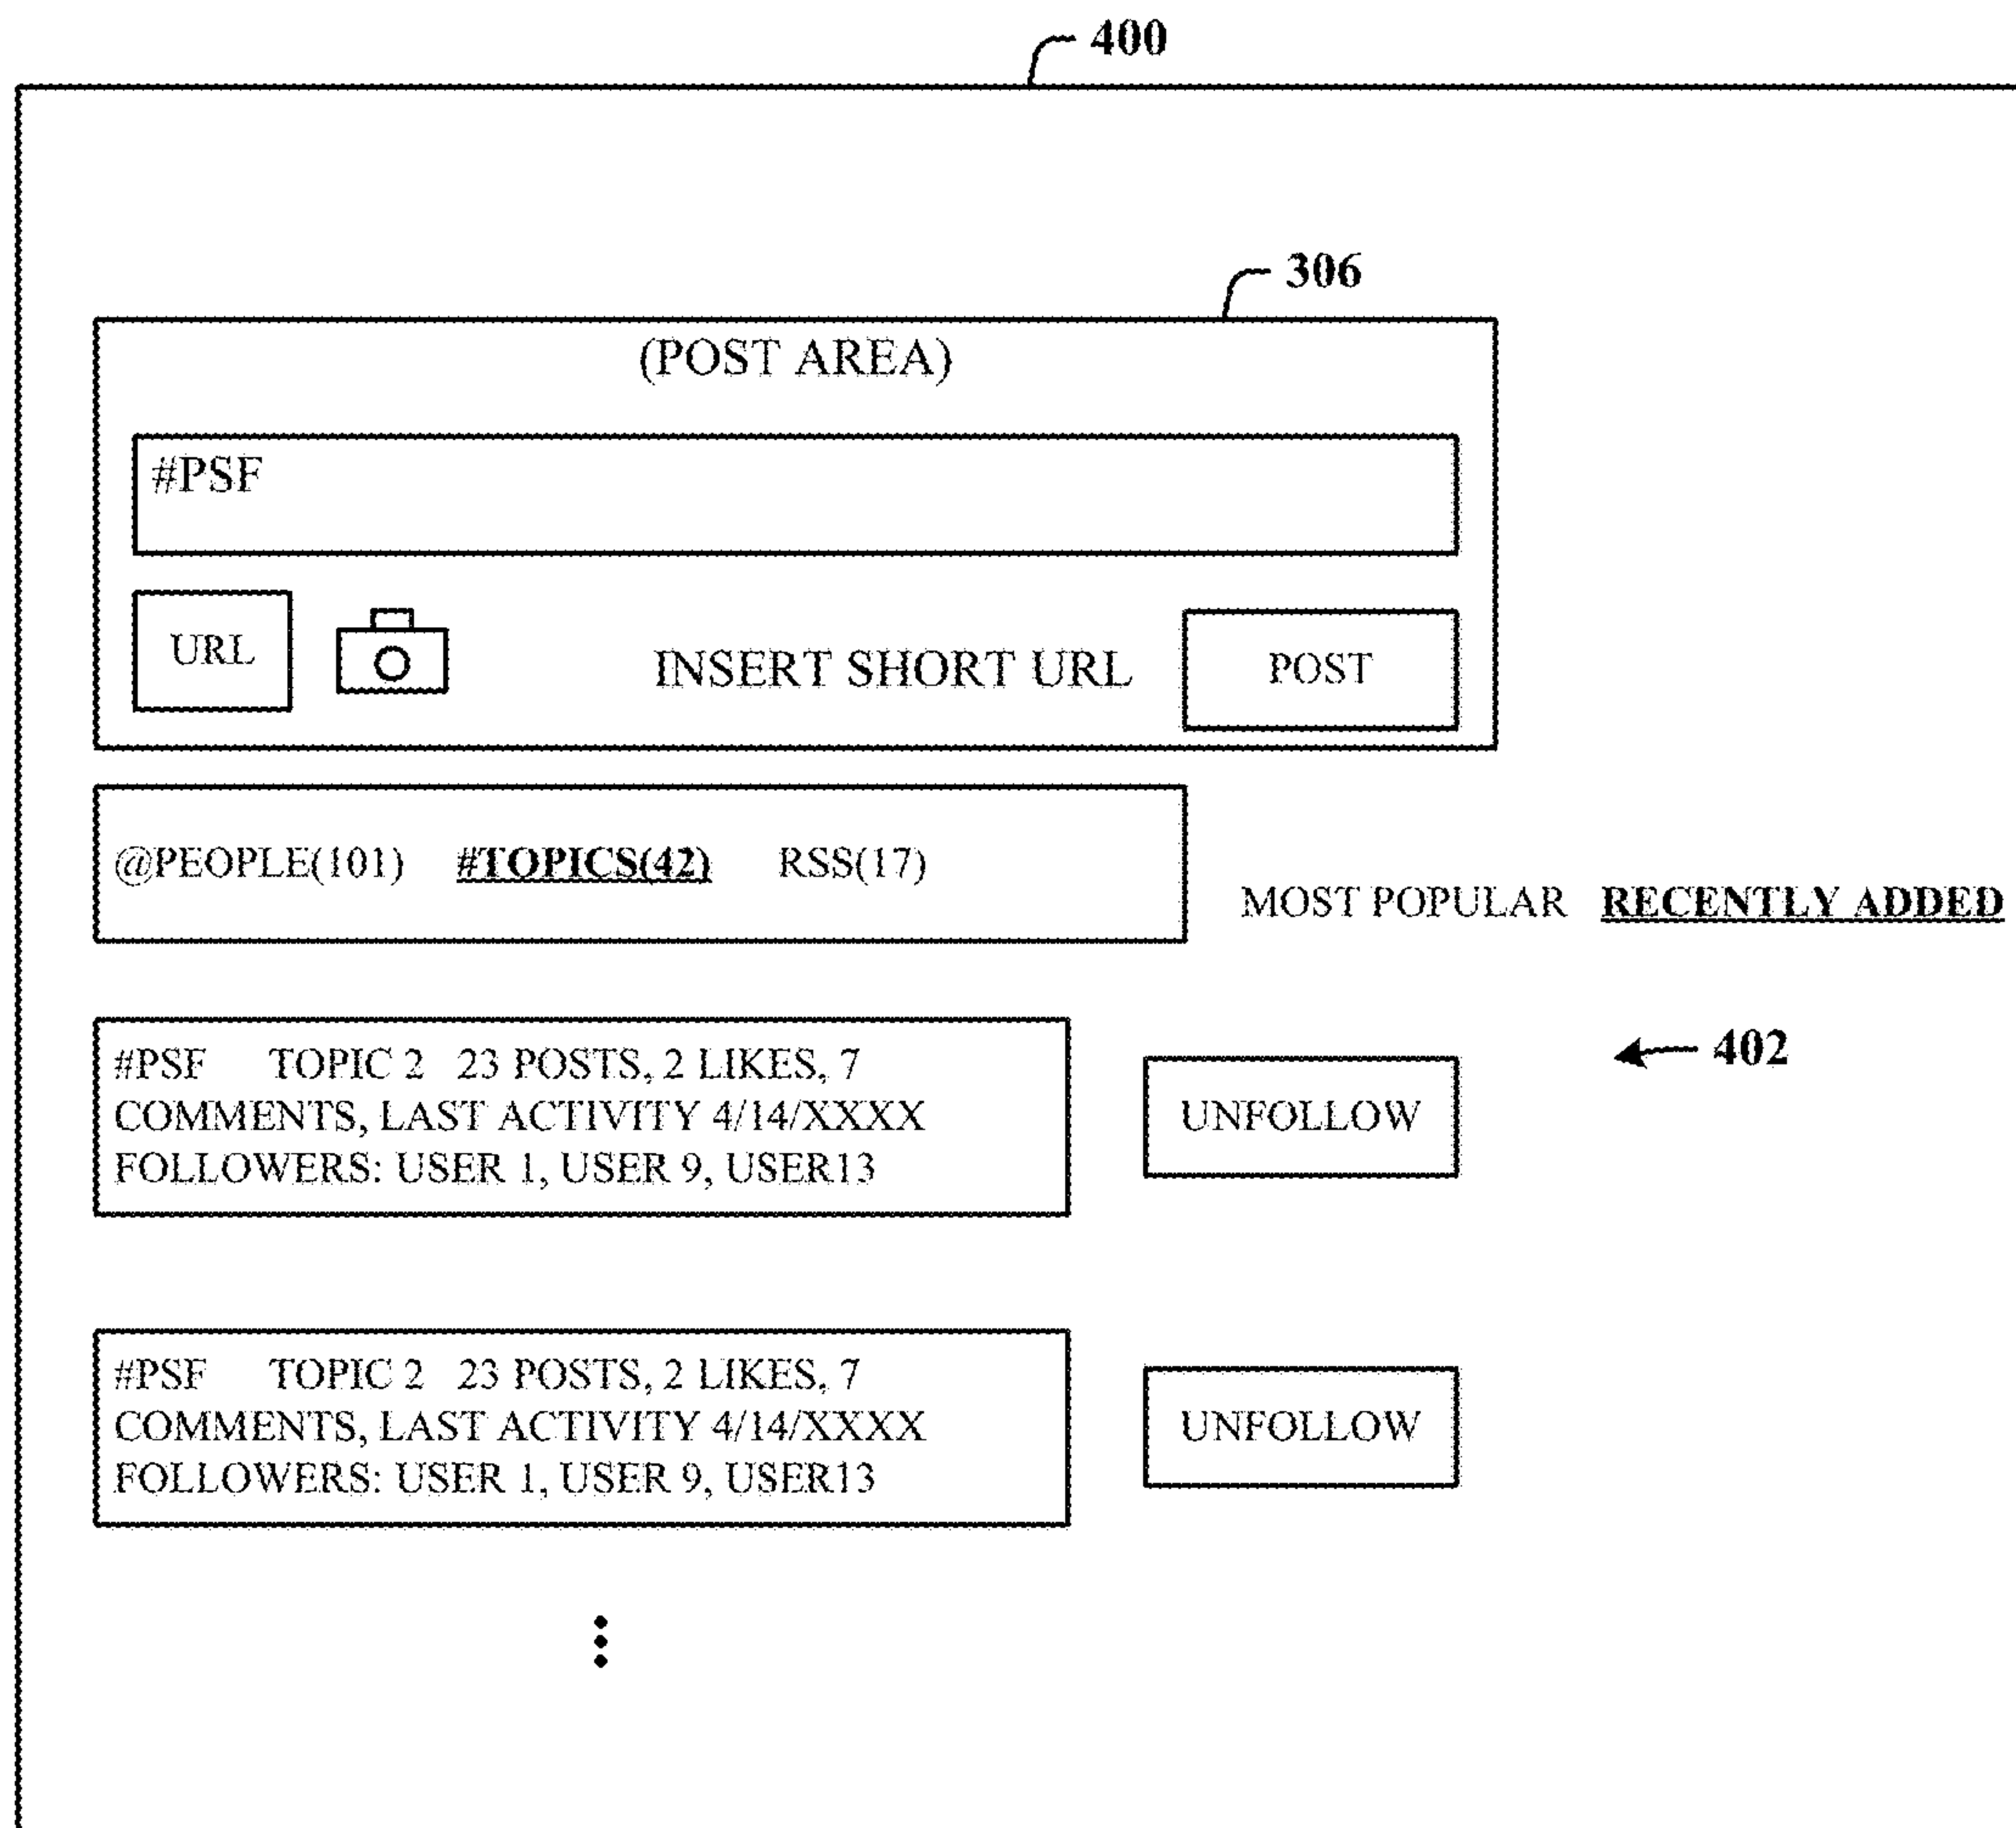 400
306
(POST AREA)
#PSF
URL
INSERT SHORT URL
POST
@PEOPLE(101) #TOPICS(42) RSS(17)
MOST POPULAR RECENTLY ADDED
402
#PSF TOPIC 2 23 POSTS, 2 LIKES, 7
COMMENTS, LAST ACTIVITY 4/14/XXXX
FOLLOWERS: USER 1, USER 9, USER13
UNFOLLOW
#PSF TOPIC 2 23 POSTS, 2 LIKES, 7
COMMENTS, LAST ACTIVITY 4/14/XXXX
FOLLOWERS: USER 1, USER 9, USER13
UNFOLLOW